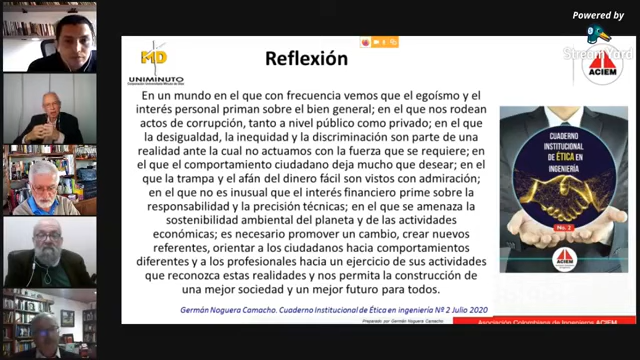 Powered by
StreamYard
UNIMINUTO
Reflexión
ACIEM
En un mundo en el que con frecuencia vemos que el egoísmo y el
interés personal priman sobre el bien general; en el que nos rodean
actos de corrupción, tanto a nivel público como privado; en el que
la desigualdad, la inequidad y la discriminación son parte de una
realidad ante la cual no actuamos con la fuerza que se requiere; en
el que el comportamiento ciudadano deja mucho que desear; en el
que la trampa y el afán del dinero fácil son vistos con admiración;
en el que no es inusual que el interés financiero prime sobre la
responsabilidad y la precisión técnicas; en el que se amenaza la
sostenibilidad ambiental del planeta y de las actividades
económicas; es necesario promover un cambio, crear nuevos
referentes, orientar a los ciudadanos hacia comportamientos
diferentes y a los profesionales hacia un ejercicio de sus actividades
que reconozca estas realidades y nos permita la construcción de
una mejor sociedad y un mejor futuro para todos.
Germán Noguera Camacho. Cuaderno Institucional de Ética en ingeniería Nº 2 Julio 2020
CUADERNO
INSTITUCIONAL
DE ÉTICA EN
INGENIERÍA
No. 2
ACIEM
Preparado por Germán Noguera Camacho.
Asociación Colombiana de Ingenieros ACIEM